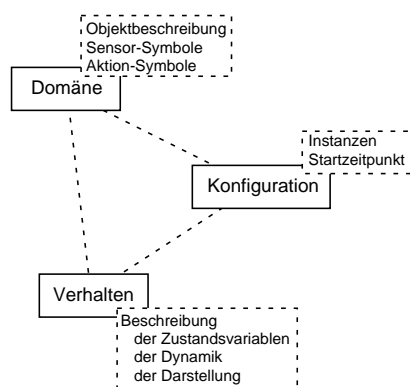 Objektbeschreibung
Sensor-Symbole
Aktion-Symbole
Domäne
Instanzen
Startzeitpunkt
Konfiguration
Verhalten
Beschreibung
der Zustandsvariablen
der Dynamik
der Darstellung